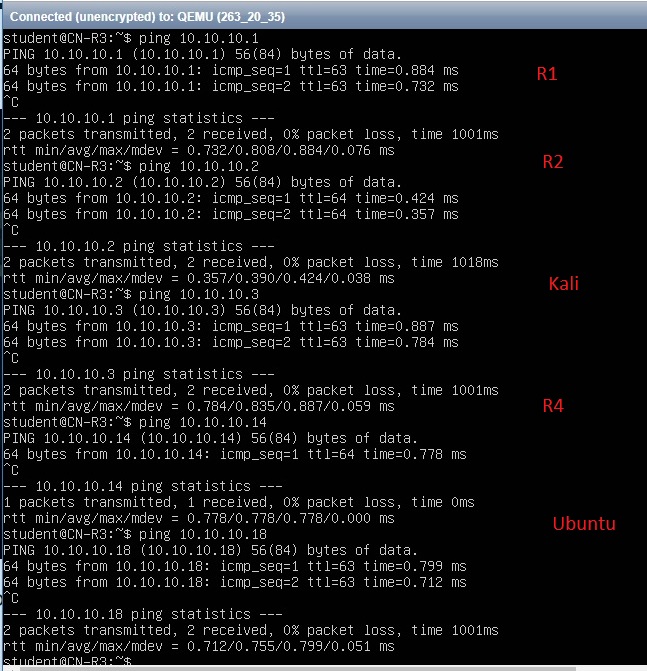 Connected (unencrypted) to: QEMU (263_20_35)
student@CN-R3:~$ ping 10.10.10.1
PING 10.10.10.1 (10.10.10.1) 56(84) bytes of data.
64 bytes from 10.10.10.1: icmp_seq=1 ttl=63 time=0.884 ms
R1
64 bytes from 10.10.10.1: icmp_seq=2 ttl=63 time=0.732 ms
^C
--- 10.10.10.1 ping statistics ---
2 packets transmitted, 2 received, 0% packet loss, time 1001ms
rtt min/avg/max/mdev = 0.732/0.808/0.884/0.076 ms
R2
student@CN-R3:~$ ping 10.10.10.2
PING 10.10.10.2 (10.10.10.2) 56(84) bytes of data.
64 bytes from 10.10.10.2: icmp_seq=1 ttl=64 time=0.424 ms
64 bytes from 10.10.10.2: icmp_seq=2 ttl=64 time=0.357 ms
^C
--- 10.10.10.2 ping statistics ---
2 packets transmitted, 2 received, 0% packet loss, time 1018ms
rtt min/avg/max/mdev = 0.357/0.390/0.424/0.038 ms
Kali
student@CN-R3:~$ ping 10.10.10.3
PING 10.10.10.3 (10.10.10.3) 56(84) bytes of data.
64 bytes from 10.10.10.3: icmp_seq=1 ttl=63 time=0.887 ms
64 bytes from 10.10.10.3: icmp_seq=2 ttl=63 time=0.784 ms
^C
--- 10.10.10.3 ping statistics ---
2 packets transmitted, 2 received, 0% packet loss, time 1001ms
rtt min/avg/max/mdev = 0.784/0.835/0.887/0.059 ms
R4
student@CN-R3:~$ ping 10.10.10.14
PING 10.10.10.14 (10.10.10.14) 56(84) bytes of data.
64 bytes from 10.10.10.14: icmp_seq=1 ttl=64 time=0.778 ms
^C
--- 10.10.10.14 ping statistics ---
1 packets transmitted, 1 received, 0% packet loss, time 0ms
rtt min/avg/max/mdev = 0.778/0.778/0.778/0.000 ms
Ubuntu
student@CN-R3:~$ ping 10.10.10.18
PING 10.10.10.18 (10.10.10.18) 56(84) bytes of data.
64 bytes from 10.10.10.18: icmp_seq=1 ttl=63 time=0.799 ms
64 bytes from 10.10.10.18: icmp_seq=2 ttl=63 time=0.712 ms
^C
--- 10.10.10.18 ping statistics ---
2 packets transmitted, 2 received, 0% packet loss, time 1001ms
rtt min/avg/max/mdev = 0.712/0.755/0.799/0.051 ms
student@CN-R3:~$